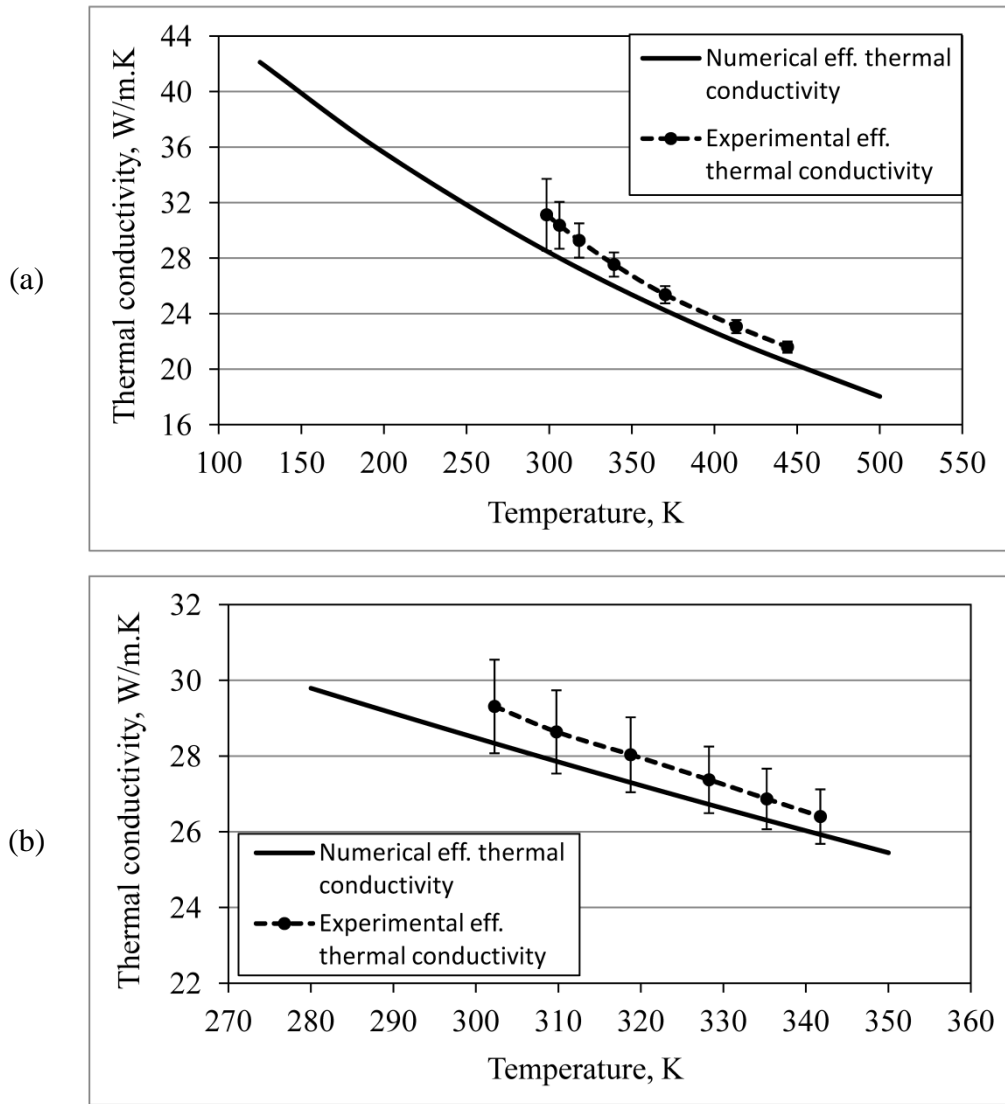 (a)
Thermal conductivity, W/m.K
44
40
36
32
28
24
20
16
100 150 200 250 300 350 400 450 500 550
Temperature, K
Numerical eff. thermal
conductivity
Experimental eff.
thermal conductivity
(b)
Thermal conductivity, W/m.K
32
30
28
26
24
22
270 280 290 300 310 320 330 340 350 360
Temperature, K
Numerical eff. thermal
conductivity
Experimental eff.
thermal conductivity